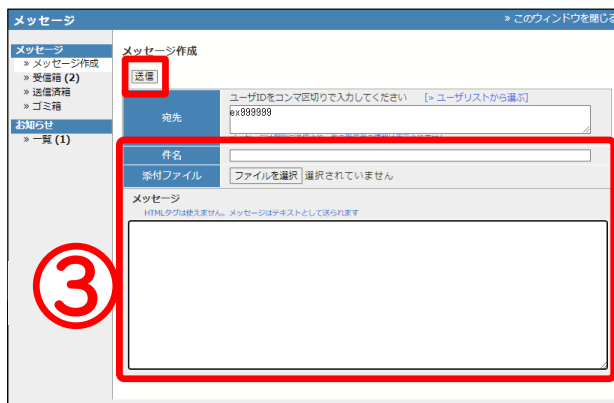 メッセージ
» このウィンドウを閉じる
メッセージ
» メッセージ作成
» 受信箱 (2)
» 送信済箱
» ゴミ箱
お知らせ
» 一覧 (1)
メッセージ作成
送信
宛先
ユーザIDをコンマ区切りで入力してください [» ユーザリストから選ぶ]
ex999999
件名
添付ファイル
ファイルを選択 選択されていません
メッセージ
HTMLタグは使えません。メッセージはテキストとして送られます
③